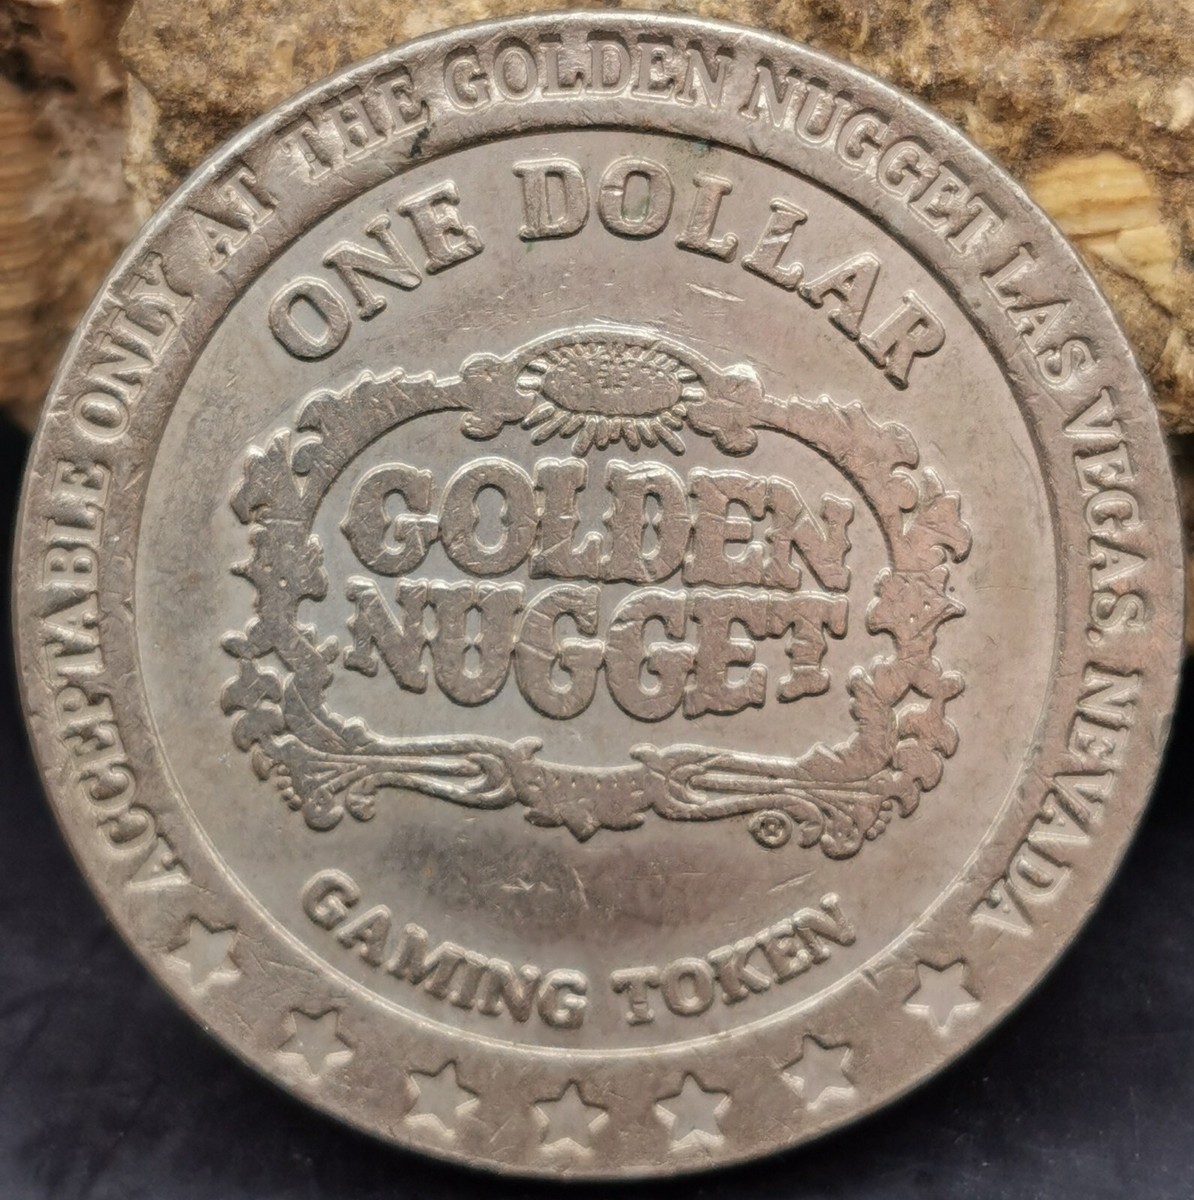 ACCEPTABLE ONLY AT THE GOLDEN NUGGET LAS VEGAS, NEVADA
ONE DOLLAR
GOLDEN
NUGGET
®
GAMING TOKEN